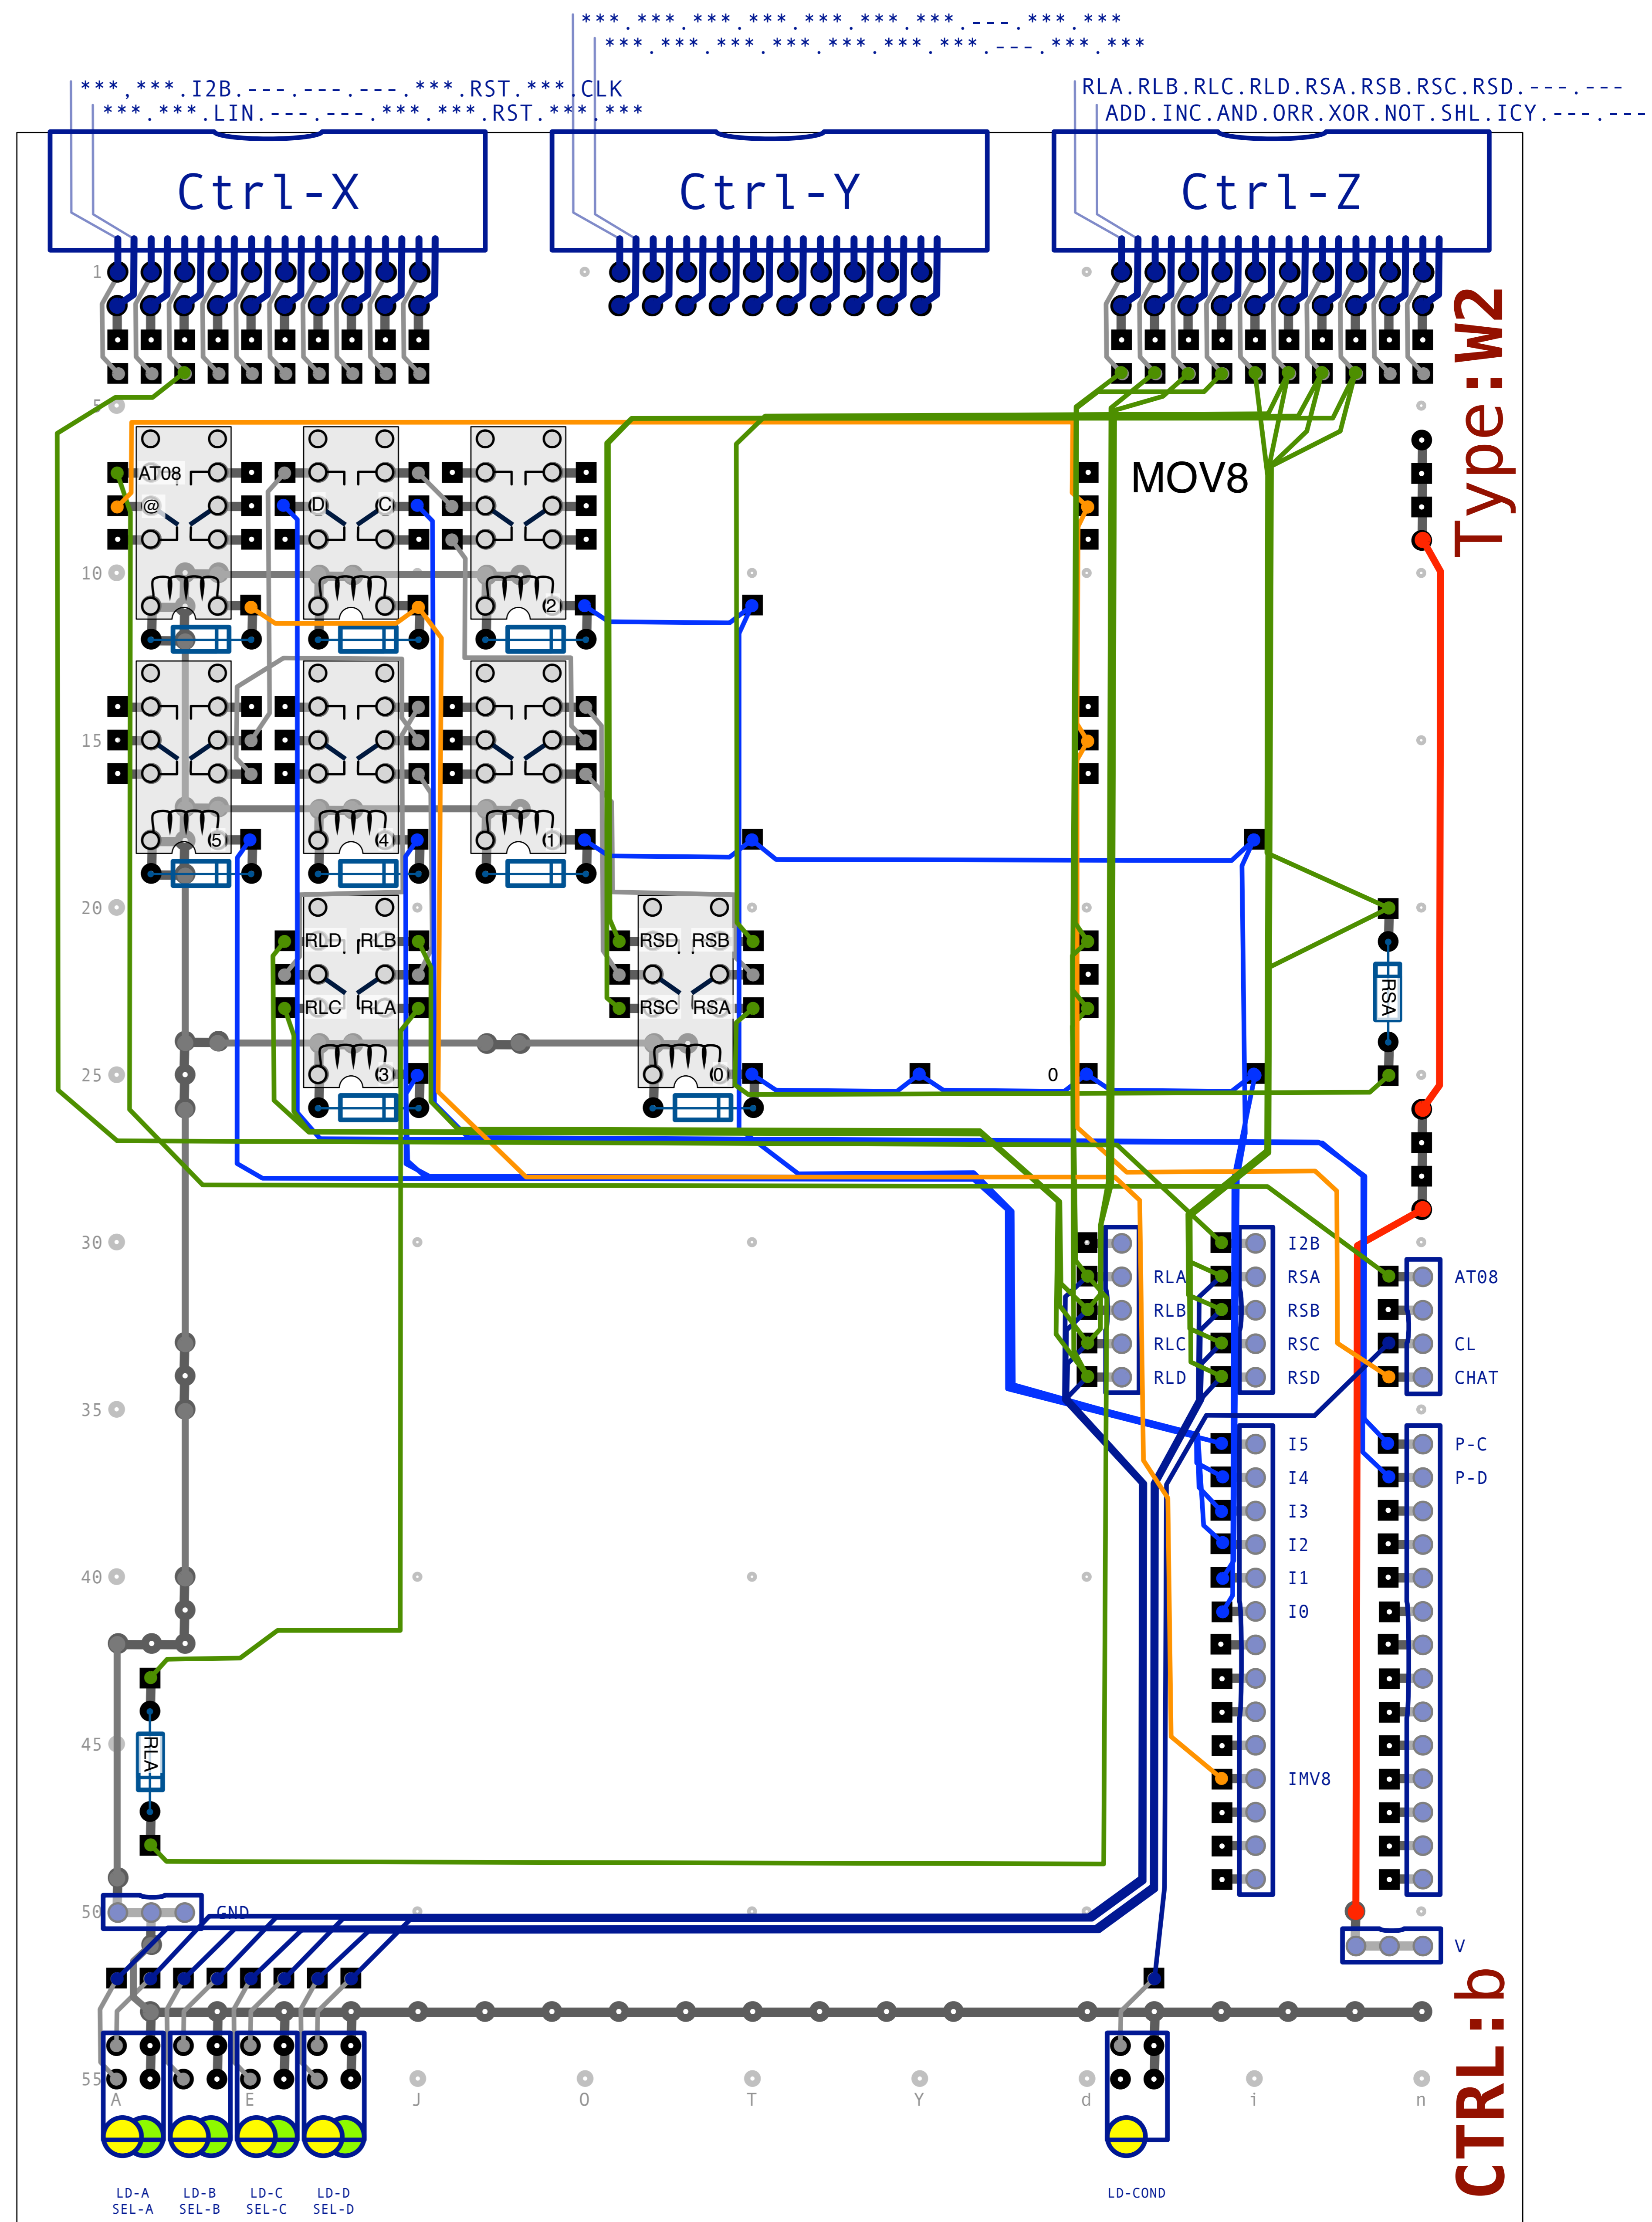 ***.***.***.***.***.***.***.---.***.***
***.***.***.***.***.***.***.---.***.***
***.***.I2B.---.---.---.***.RST.***.CLK
***.***.LIN.---.---.***.***.RST.***.***
RLA.RLB.RLC.RLD.RSA.RSB.RSC.RSD.---.---
ADD.INC.AND.ORR.XOR.NOT.SHL.ICY.---.---
Ctrl-X Ctrl-Y Ctrl-Z
1
Type:W2
5
AT08
MOV8
@ D C
10
2
15
5 4 1
20
RLD RLB RSD RSB
RLC RLA RSC RSA
RSA
25
3 0 0
30
I2B
RLA RSA AT08
RLB RSB
RLC RSC CL
RLD RSD CHAT
35
I5 P-C
I4 P-D
I3
I2
40
I1
I0
45
RLA
IMV8
50
GND
V
CTRL:b
55
A E J O T Y d i n
LD-A LD-B LD-C LD-D LD-COND
SEL-A SEL-B SEL-C SEL-D